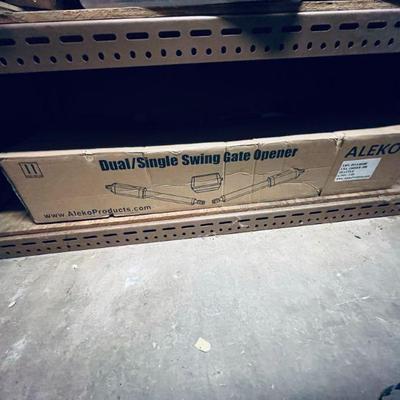 Dual/Single Swing Gate Opener
ALEKO
www.AlekoProducts.com